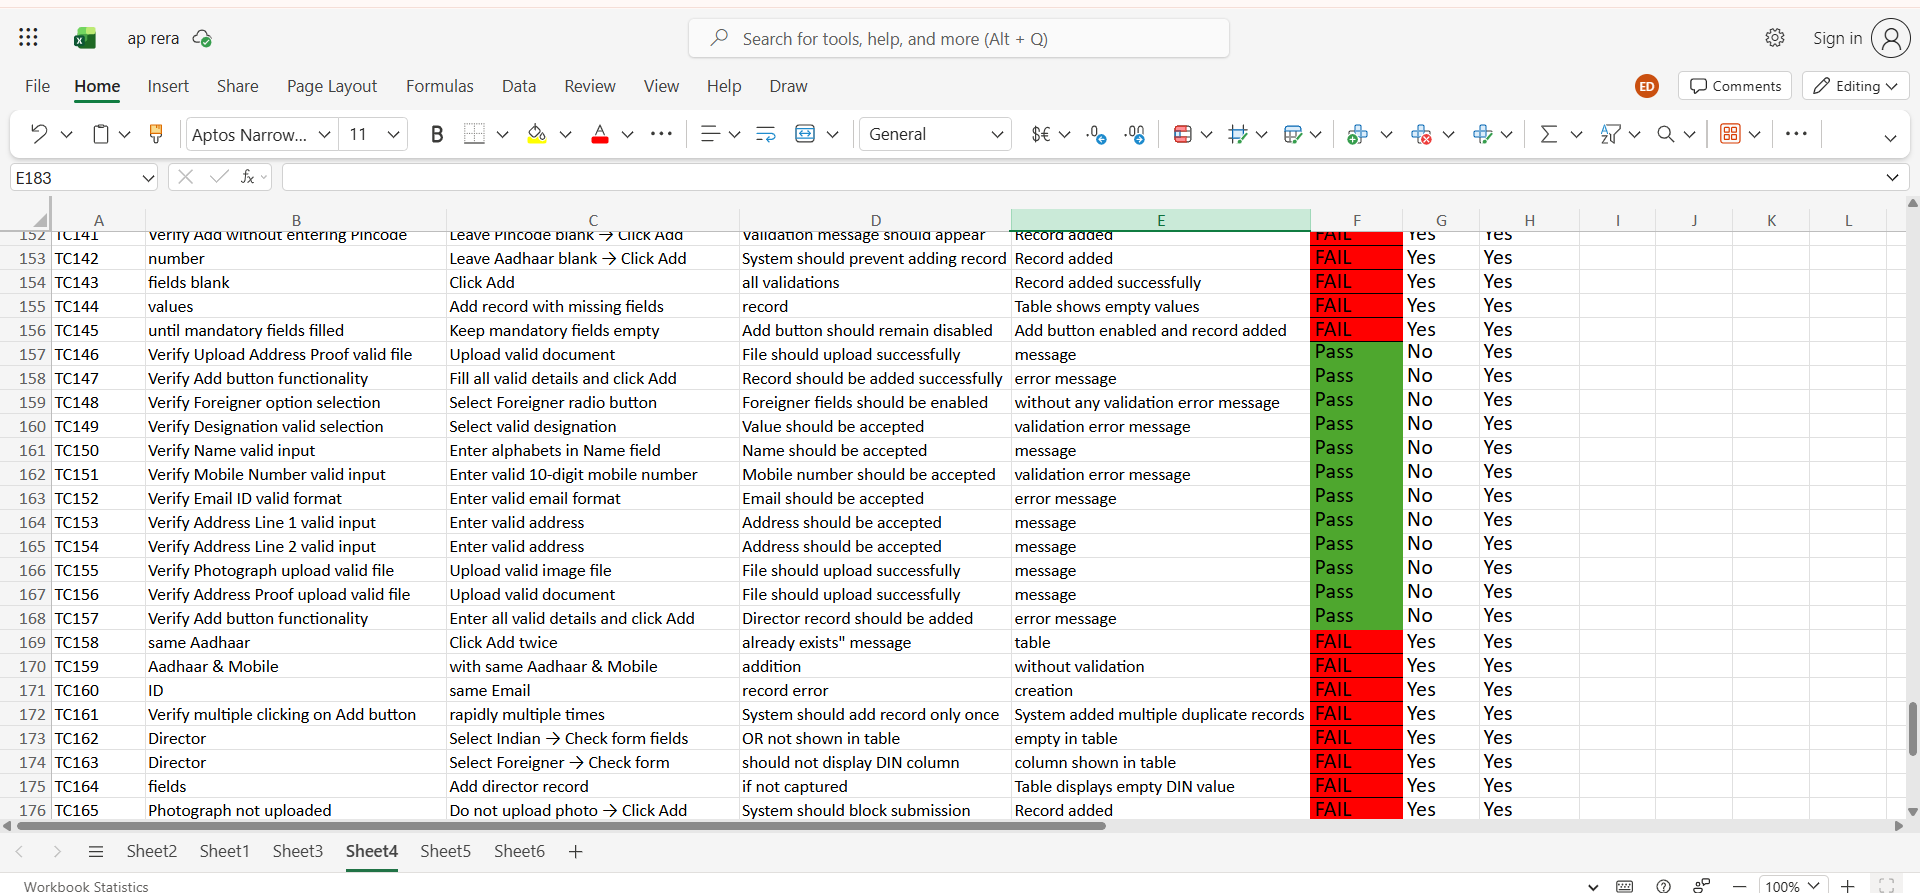 ap rera
Search for tools, help, and more (Alt + Q)
Sign in
File Home Insert Share Page Layout Formulas Data Review View Help Draw
ED Comments Editing
Aptos Narrow... 11 B A General $€ .0 .00
E183 fx
A B C D E F G H I J K L
152 TC141 Verify Add without entering Pincode Leave Pincode blank → Click Add Validation message should appear Record added FAIL Yes Yes
153 TC142 number Leave Aadhaar blank → Click Add System should prevent adding record Record added FAIL Yes Yes
154 TC143 fields blank Click Add all validations Record added successfully FAIL Yes Yes
155 TC144 values Add record with missing fields record Table shows empty values FAIL Yes Yes
156 TC145 until mandatory fields filled Keep mandatory fields empty Add button should remain disabled Add button enabled and record added FAIL Yes Yes
157 TC146 Verify Upload Address Proof valid file Upload valid document File should upload successfully message Pass No Yes
158 TC147 Verify Add button functionality Fill all valid details and click Add Record should be added successfully error message Pass No Yes
159 TC148 Verify Foreigner option selection Select Foreigner radio button Foreigner fields should be enabled without any validation error message Pass No Yes
160 TC149 Verify Designation valid selection Select valid designation Value should be accepted validation error message Pass No Yes
161 TC150 Verify Name valid input Enter alphabets in Name field Name should be accepted message Pass No Yes
162 TC151 Verify Mobile Number valid input Enter valid 10-digit mobile number Mobile number should be accepted validation error message Pass No Yes
163 TC152 Verify Email ID valid format Enter valid email format Email should be accepted error message Pass No Yes
164 TC153 Verify Address Line 1 valid input Enter valid address Address should be accepted message Pass No Yes
165 TC154 Verify Address Line 2 valid input Enter valid address Address should be accepted message Pass No Yes
166 TC155 Verify Photograph upload valid file Upload valid image file File should upload successfully message Pass No Yes
167 TC156 Verify Address Proof upload valid file Upload valid document File should upload successfully message Pass No Yes
168 TC157 Verify Add button functionality Enter all valid details and click Add Director record should be added error message Pass No Yes
169 TC158 same Aadhaar Click Add twice already exists" message table FAIL Yes Yes
170 TC159 Aadhaar & Mobile with same Aadhaar & Mobile addition without validation FAIL Yes Yes
171 TC160 ID same Email record error creation FAIL Yes Yes
172 TC161 Verify multiple clicking on Add button rapidly multiple times System should add record only once System added multiple duplicate records FAIL Yes Yes
173 TC162 Director Select Indian → Check form fields OR not shown in table empty in table FAIL Yes Yes
174 TC163 Director Select Foreigner → Check form should not display DIN column column shown in table FAIL Yes Yes
175 TC164 fields Add director record if not captured Table displays empty DIN value FAIL Yes Yes
176 TC165 Photograph not uploaded Do not upload photo → Click Add System should block submission Record added FAIL Yes Yes
Sheet2 Sheet1 Sheet3 Sheet4 Sheet5 Sheet6
Workbook Statistics 100%